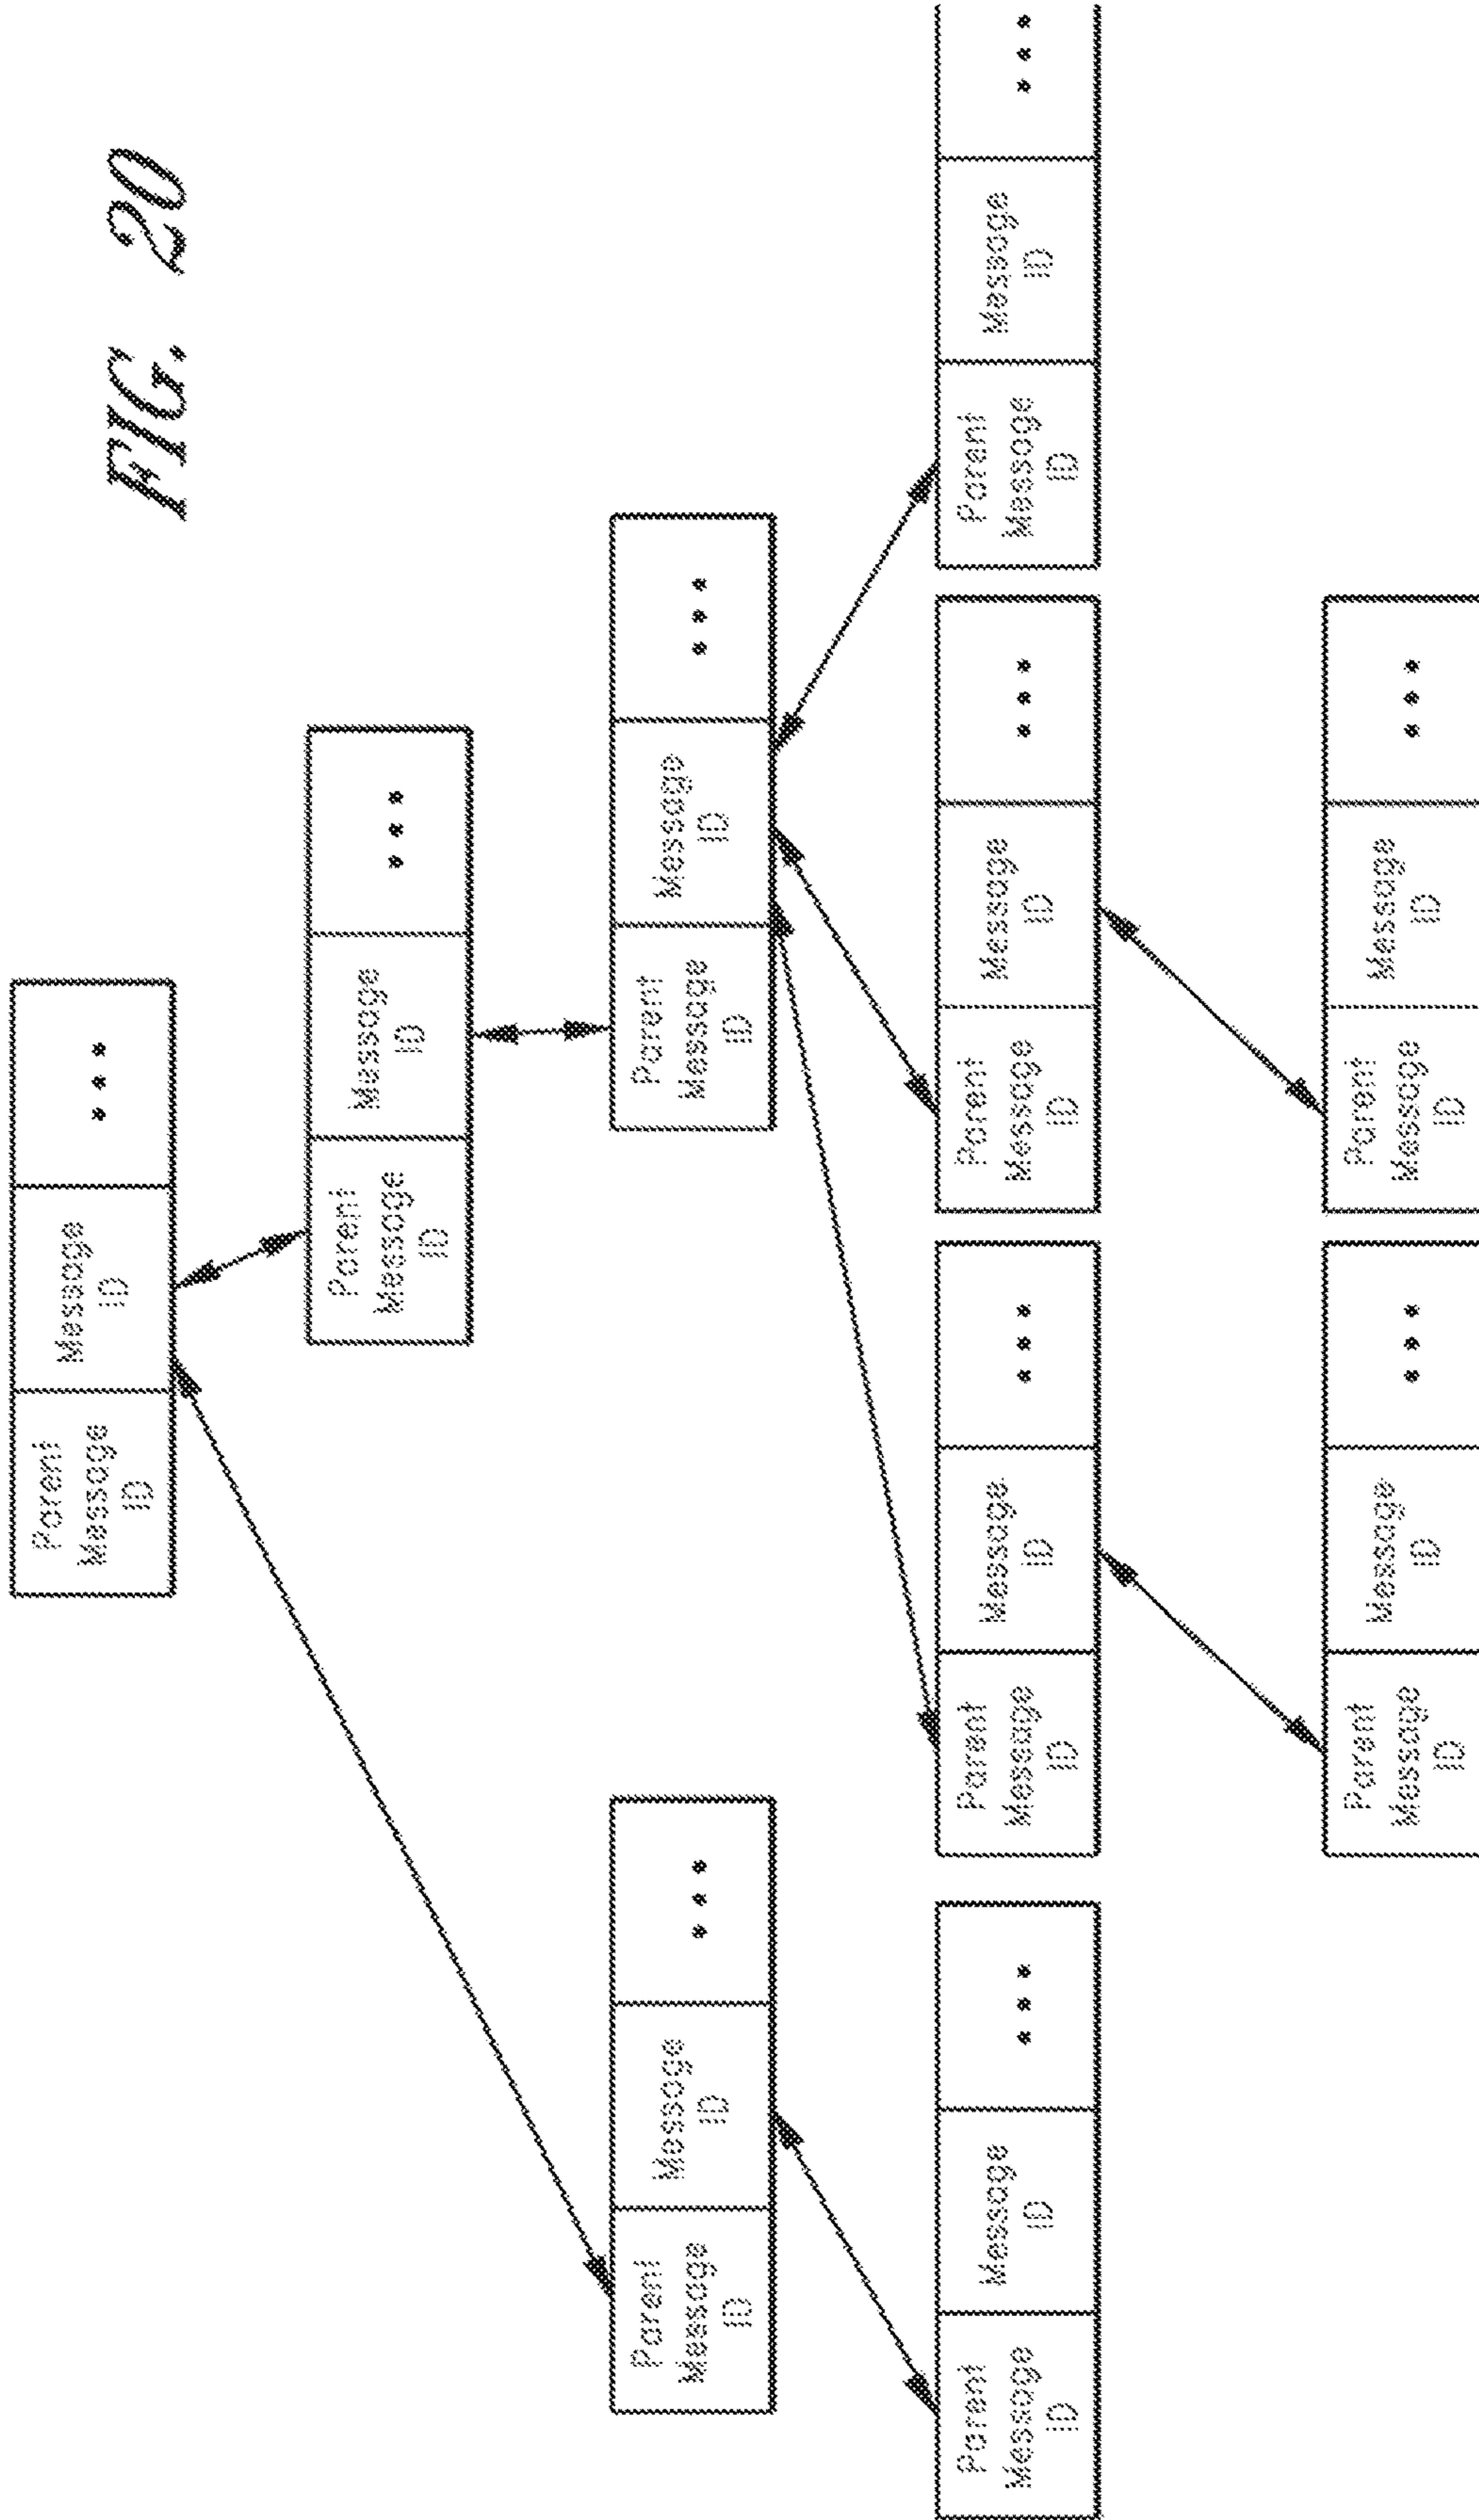 FIG. 20
Parent
Message
ID
Message
ID
• • •
Parent
Message
ID
Message
ID
• • •
Parent
Message
ID
Message
ID
• • •
Parent
Message
ID
Message
ID
• • •
Parent
Message
ID
Message
ID
• • •
Parent
Message
ID
Message
ID
• • •
Parent
Message
ID
Message
ID
• • •
Parent
Message
ID
Message
ID
• • •
Parent
Message
ID
Message
ID
• • •
Parent
Message
ID
Message
ID
• • •